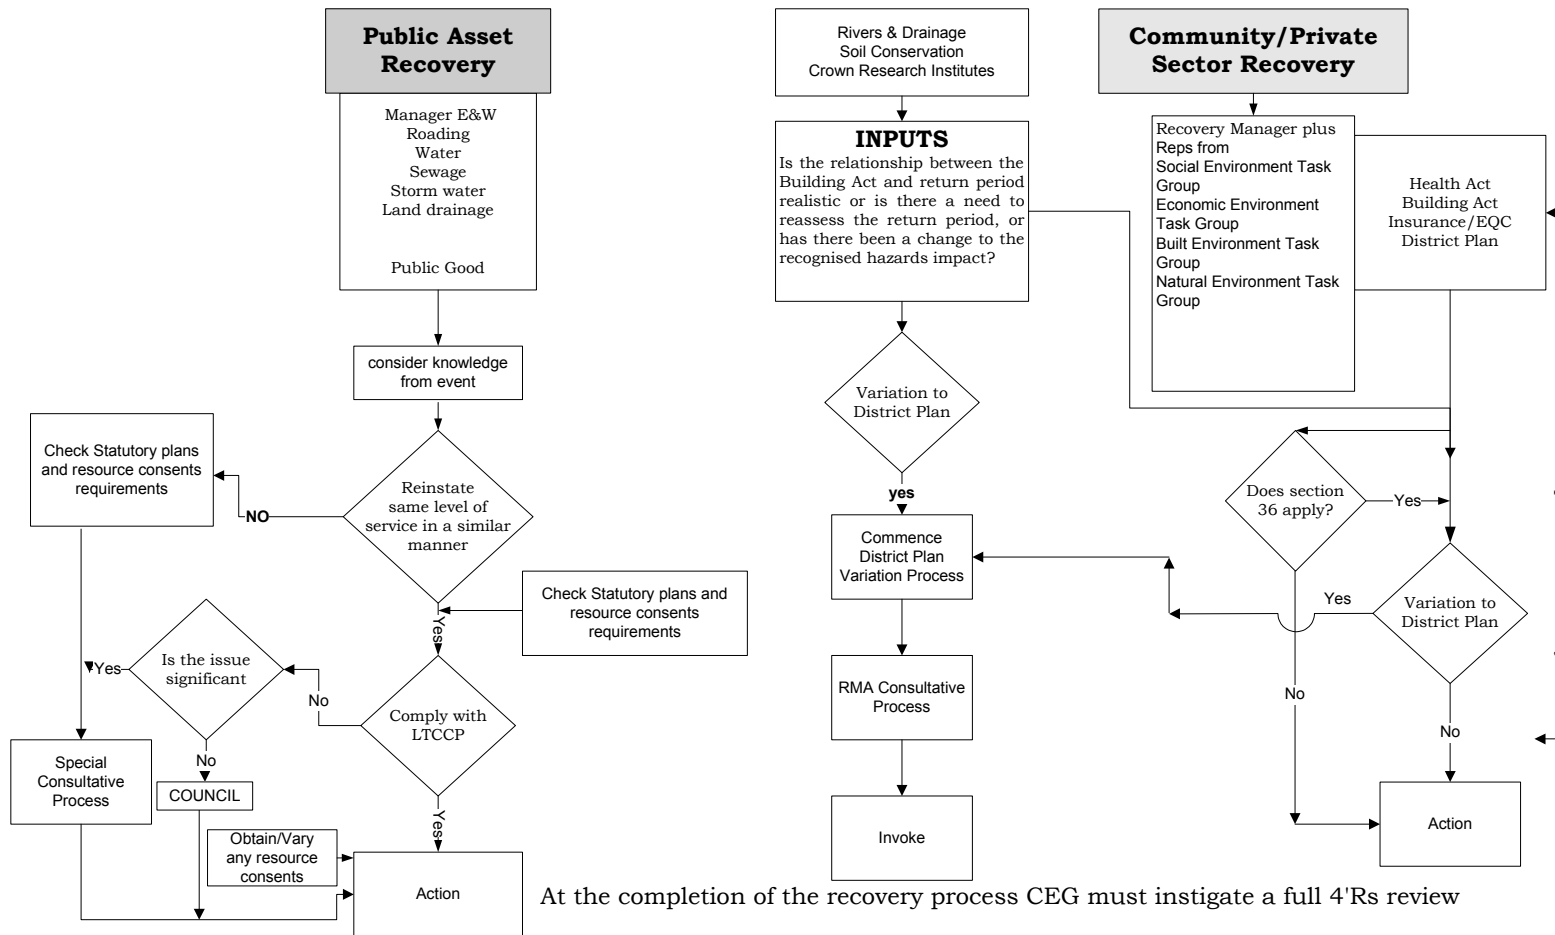 Public Asset
Recovery
Manager E&W
Roading
Water
Sewage
Storm water
Land drainage
Public Good
consider knowledge
from event
Reinstate
same level of
service in a similar
manner
NO
Check Statutory plans
and resource consents
requirements
Yes
Check Statutory plans and
resource consents
requirements
Comply with
LTCCP
No
Is the issue
significant
Yes
No
Special
Consultative
Process
COUNCIL
Yes
Obtain/Vary
any resource
consents
Action
Rivers & Drainage
Soil Conservation
Crown Research Institutes
INPUTS
Is the relationship between the
Building Act and return period
realistic or is there a need to
reassess the return period, or
has there been a change to the
recognised hazards impact?
Variation to
District Plan
yes
Commence
District Plan
Variation Process
RMA Consultative
Process
Invoke
Community/Private
Sector Recovery
Recovery Manager plus
Reps from
Social Environment Task
Group
Economic Environment
Task Group
Built Environment Task
Group
Natural Environment Task
Group
Health Act
Building Act
Insurance/EQC
District Plan
Does section
36 apply?
Yes
Variation to
District Plan
Yes
No
No
Action
At the completion of the recovery process CEG must instigate a full 4'Rs review